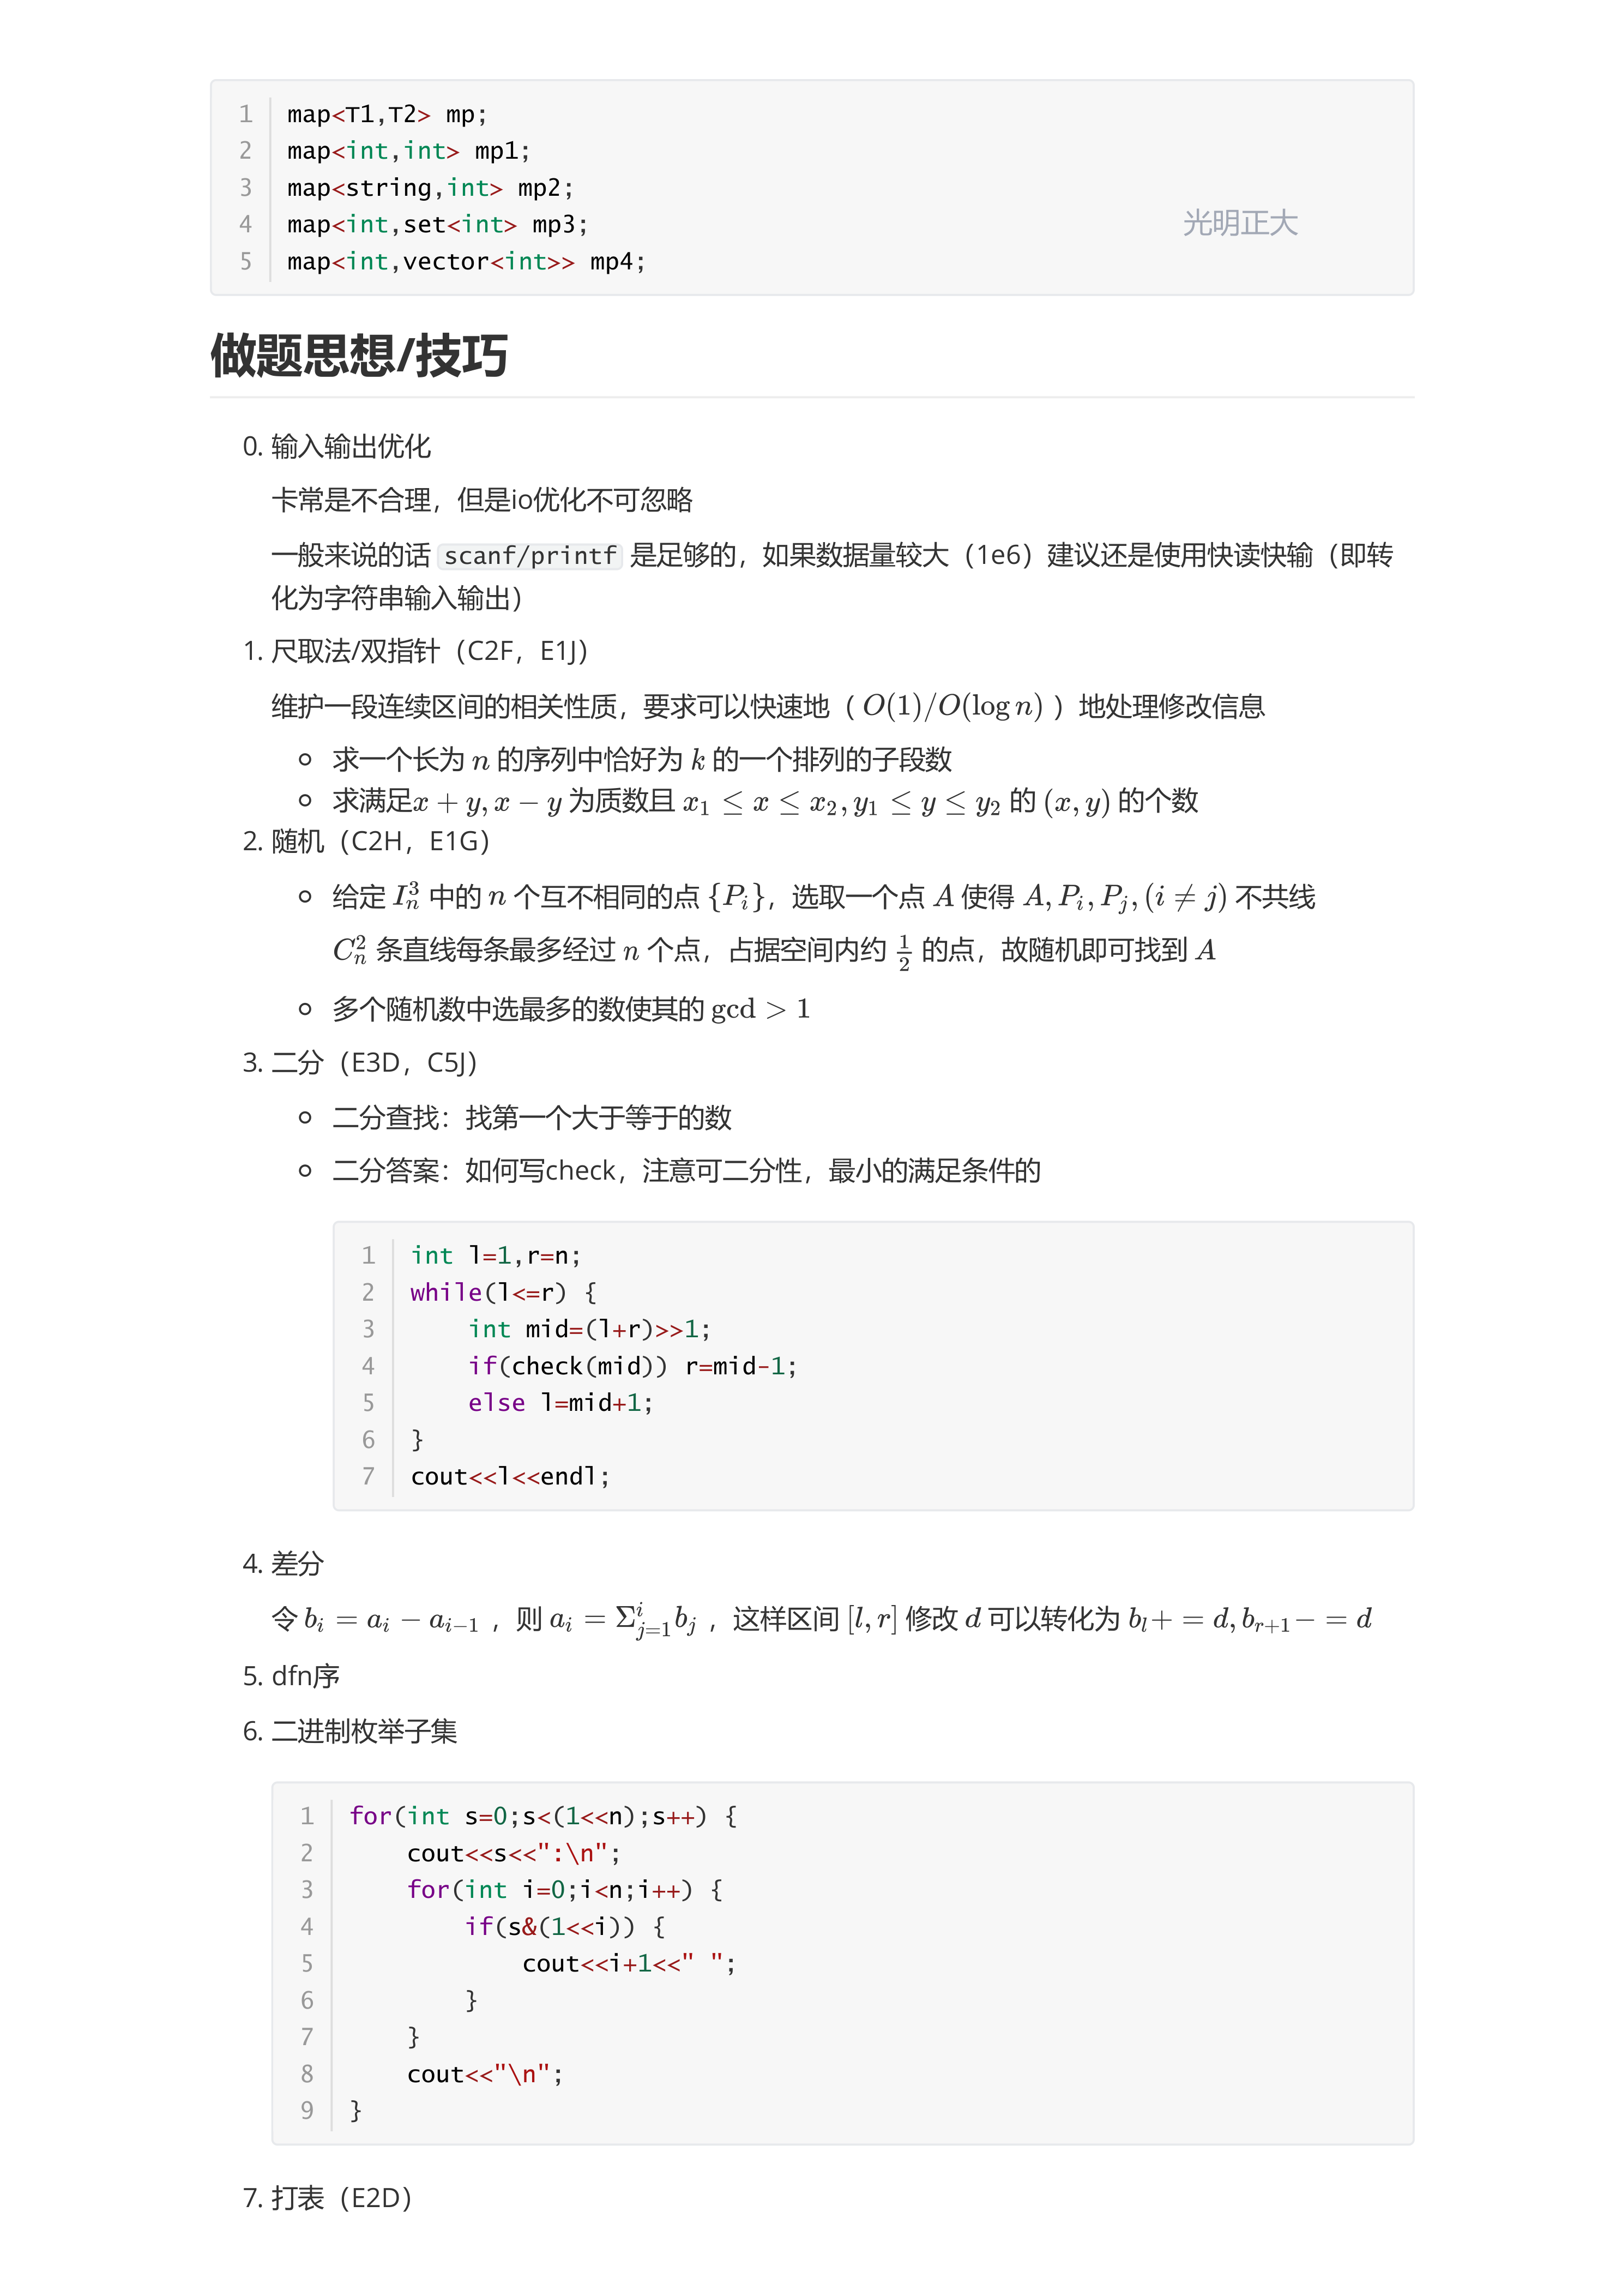 1 map<T1,T2> mp;
2 map<int,int> mp1;
3 map<string,int> mp2;
4 map<int,set<int> mp3;
光明正大
5 map<int,vector<int>> mp4;
做题思想/技巧
0. 输入输出优化
卡常是不合理，但是io优化不可忽略
一般来说的话 scanf/printf 是足够的，如果数据量较大（1e6）建议还是使用快读快输（即转
化为字符串输入输出）
1. 尺取法/双指针（C2F，E1J）
维护一段连续区间的相关性质，要求可以快速地（ $O(1)/O(\log n)$ ）地处理修改信息
◦ 求一个长为 $n$ 的序列中恰好为 $k$ 的一个排列的子段数
◦ 求满足$x+y,x-y$ 为质数且 $x_1 \le x \le x_2, y_1 \le y \le y_2$ 的 $(x,y)$ 的个数
2. 随机（C2H，E1G）
◦ 给定 $I_n^3$ 中的 $n$ 个互不相同的点 $\{P_i\}$，选取一个点 $A$ 使得 $A,P_i,P_j,(i \ne j)$ 不共线
$C_n^2$ 条直线每条最多经过 $n$ 个点，占据空间内约 $\frac{1}{2}$ 的点，故随机即可找到 $A$
◦ 多个随机数中选最多的数使其的 $\gcd > 1$
3. 二分（E3D，C5J）
◦ 二分查找：找第一个大于等于的数
◦ 二分答案：如何写check，注意可二分性，最小的满足条件的
1 int l=1,r=n;
2 while(l<=r) {
3     int mid=(l+r)>>1;
4     if(check(mid)) r=mid-1;
5     else l=mid+1;
6 }
7 cout<<l<<endl;
4. 差分
令 $b_i = a_i - a_{i-1}$ ，则 $a_i = \Sigma_{j=1}^i b_j$ ，这样区间 $[l,r]$ 修改 $d$ 可以转化为 $b_l += d, b_{r+1} -= d$
5. dfn序
6. 二进制枚举子集
1 for(int s=0;s<(1<<n);s++) {
2     cout<<s<<":\n";
3     for(int i=0;i<n;i++) {
4         if(s&(1<<i)) {
5             cout<<i+1<<" ";
6         }
7     }
8     cout<<"\n";
9 }
7. 打表（E2D）